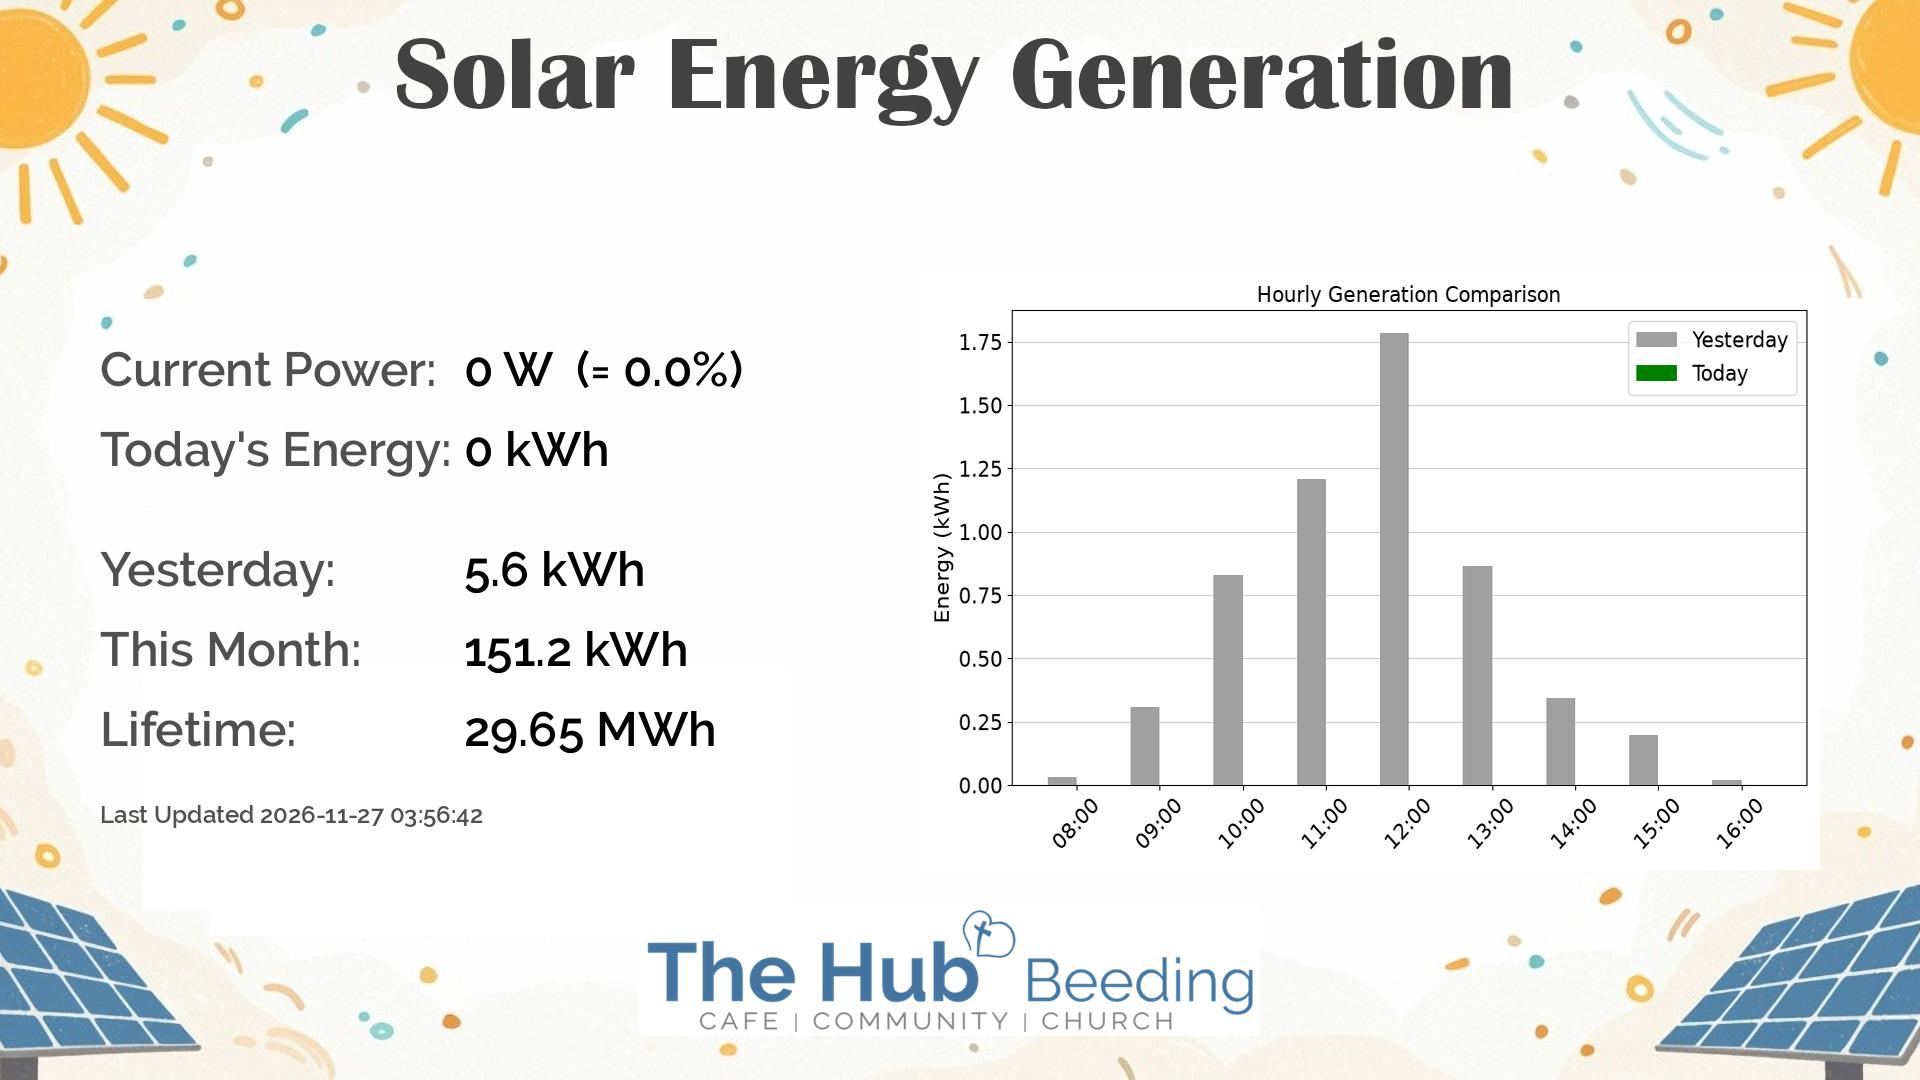 Solar Energy Generation
Current Power: 0 W (= 0.0%)
Today's Energy: 0 kWh
Yesterday: 5.6 kWh
This Month: 151.2 kWh
Lifetime: 29.65 MWh
Last Updated 2026-11-27 03:56:42
Hourly Generation Comparison
Yesterday
Today
Energy (kWh)
1.75
1.50
1.25
1.00
0.75
0.50
0.25
0.00
08:00 09:00 10:00 11:00 12:00 13:00 14:00 15:00 16:00
The Hub Beeding
CAFE | COMMUNITY | CHURCH